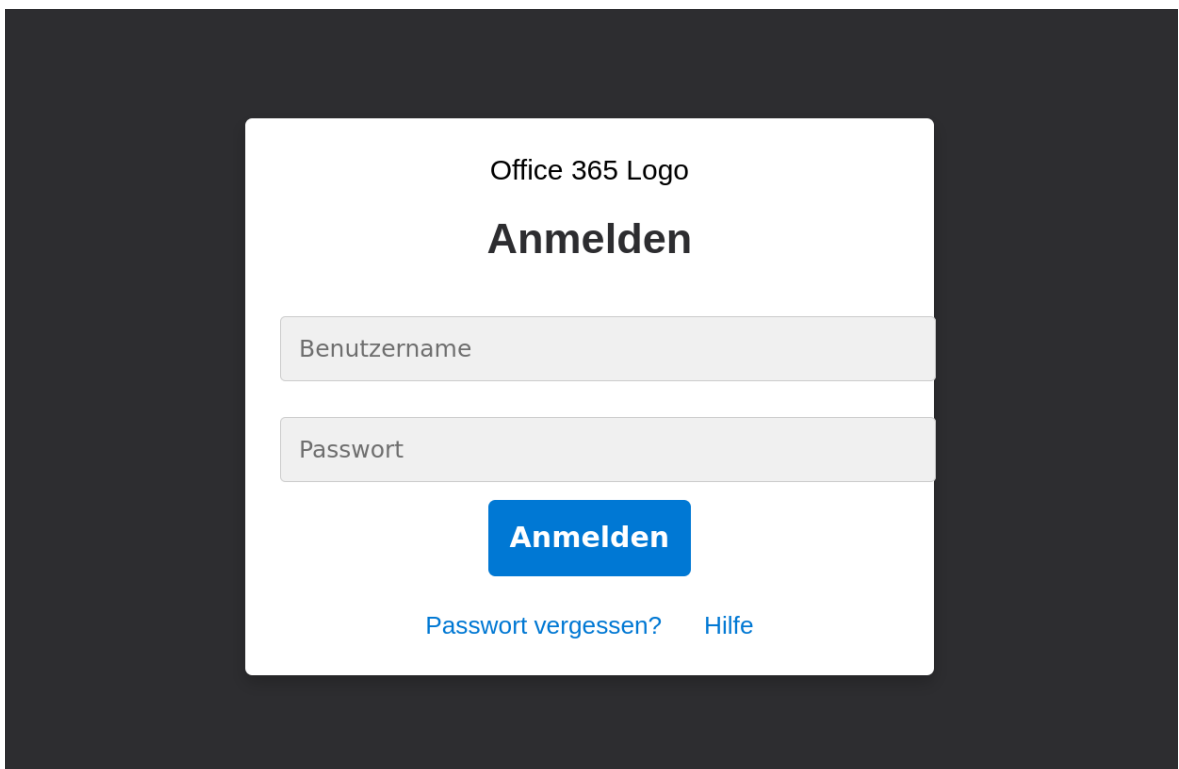 Office 365 Logo
Anmelden
Benutzername
Passwort
Anmelden
Passwort vergessen? Hilfe